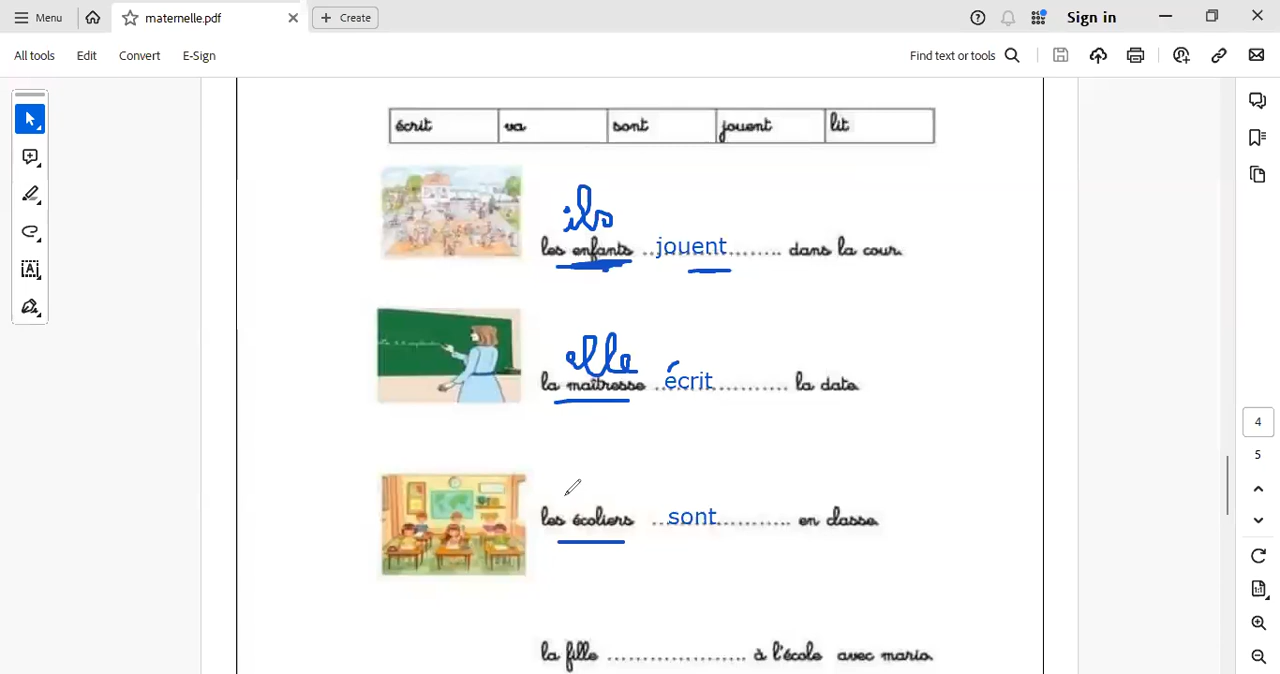 Menu maternelle.pdf + Create Sign in
All tools Edit Convert E-Sign Find text or tools
écrit va sont jouent lit
ils
les enfants ..jouent........ dans la cour.
elle
la maîtresse ..écrit............ la date.
les écoliers ..sont........... en classe.
la fille ...................... à l'école avec mario.
4
5